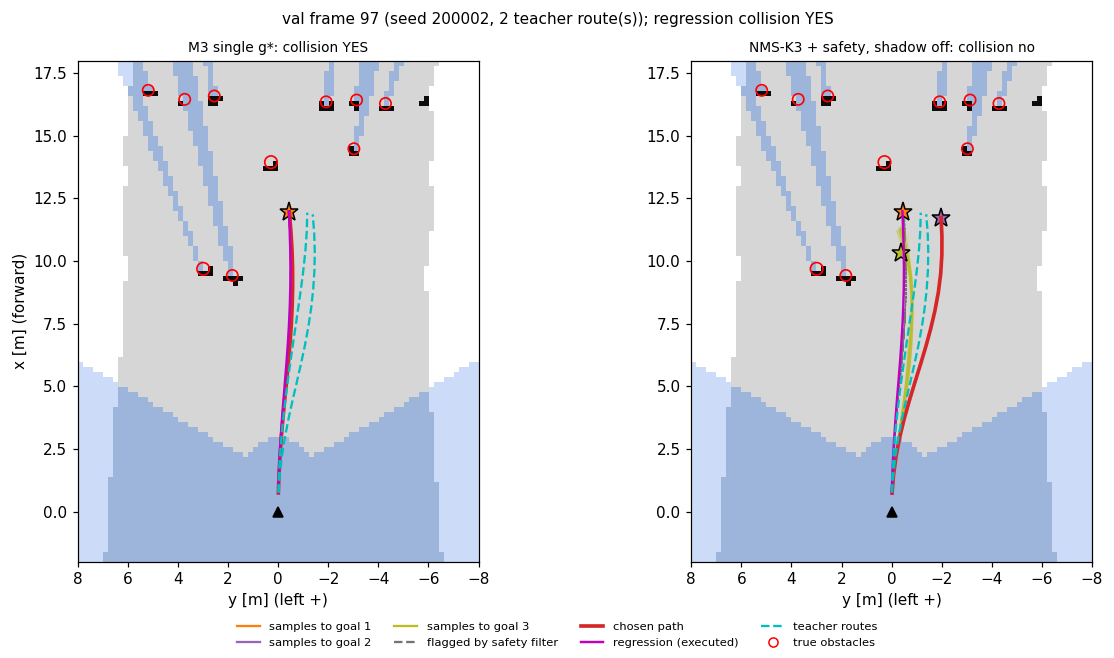 val frame 97 (seed 200002, 2 teacher route(s)); regression collision YES
M3 single g*: collision YES
NMS-K3 + safety, shadow off: collision no
x [m] (forward)
17.5
15.0
12.5
10.0
7.5
5.0
2.5
0.0
8 6 4 2 0 −2 −4 −6 −8
y [m] (left +)
17.5
15.0
12.5
10.0
7.5
5.0
2.5
0.0
8 6 4 2 0 −2 −4 −6 −8
y [m] (left +)
samples to goal 1
samples to goal 2
samples to goal 3
flagged by safety filter
chosen path
regression (executed)
teacher routes
true obstacles